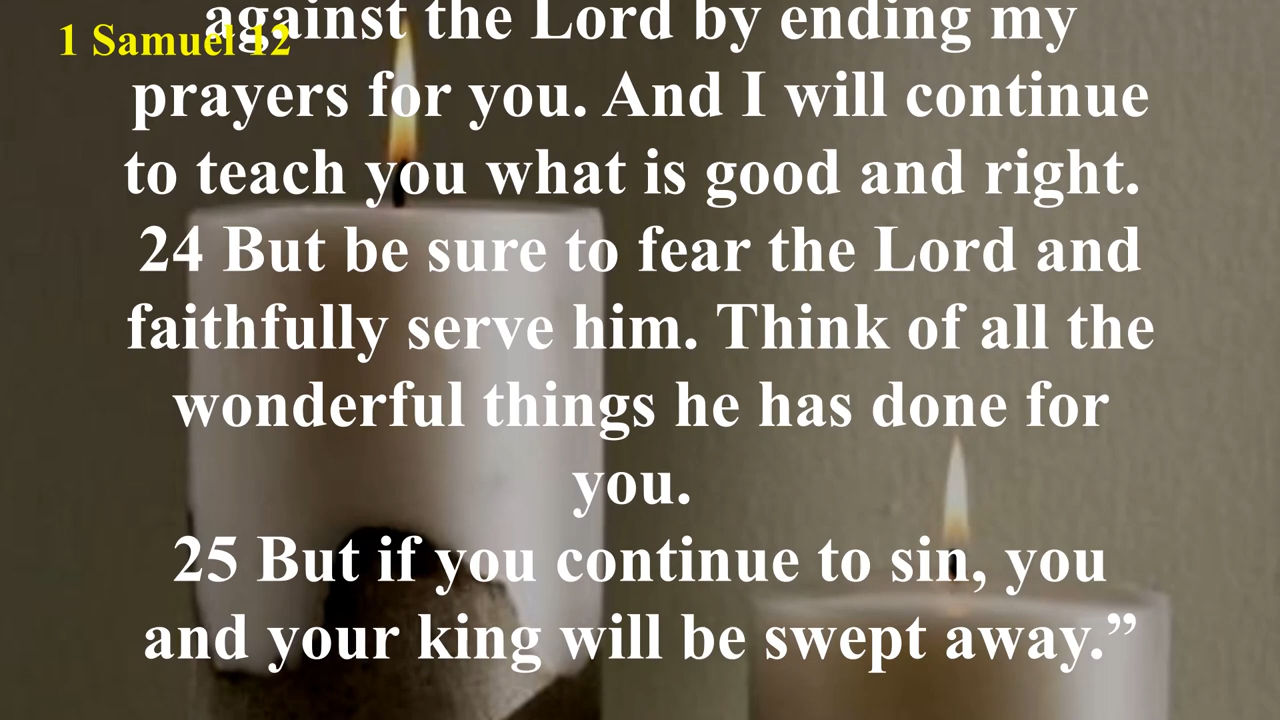 1 Samuel 12
against the Lord by ending my
prayers for you. And I will continue
to teach you what is good and right.
24 But be sure to fear the Lord and
faithfully serve him. Think of all the
wonderful things he has done for
you.
25 But if you continue to sin, you
and your king will be swept away.”